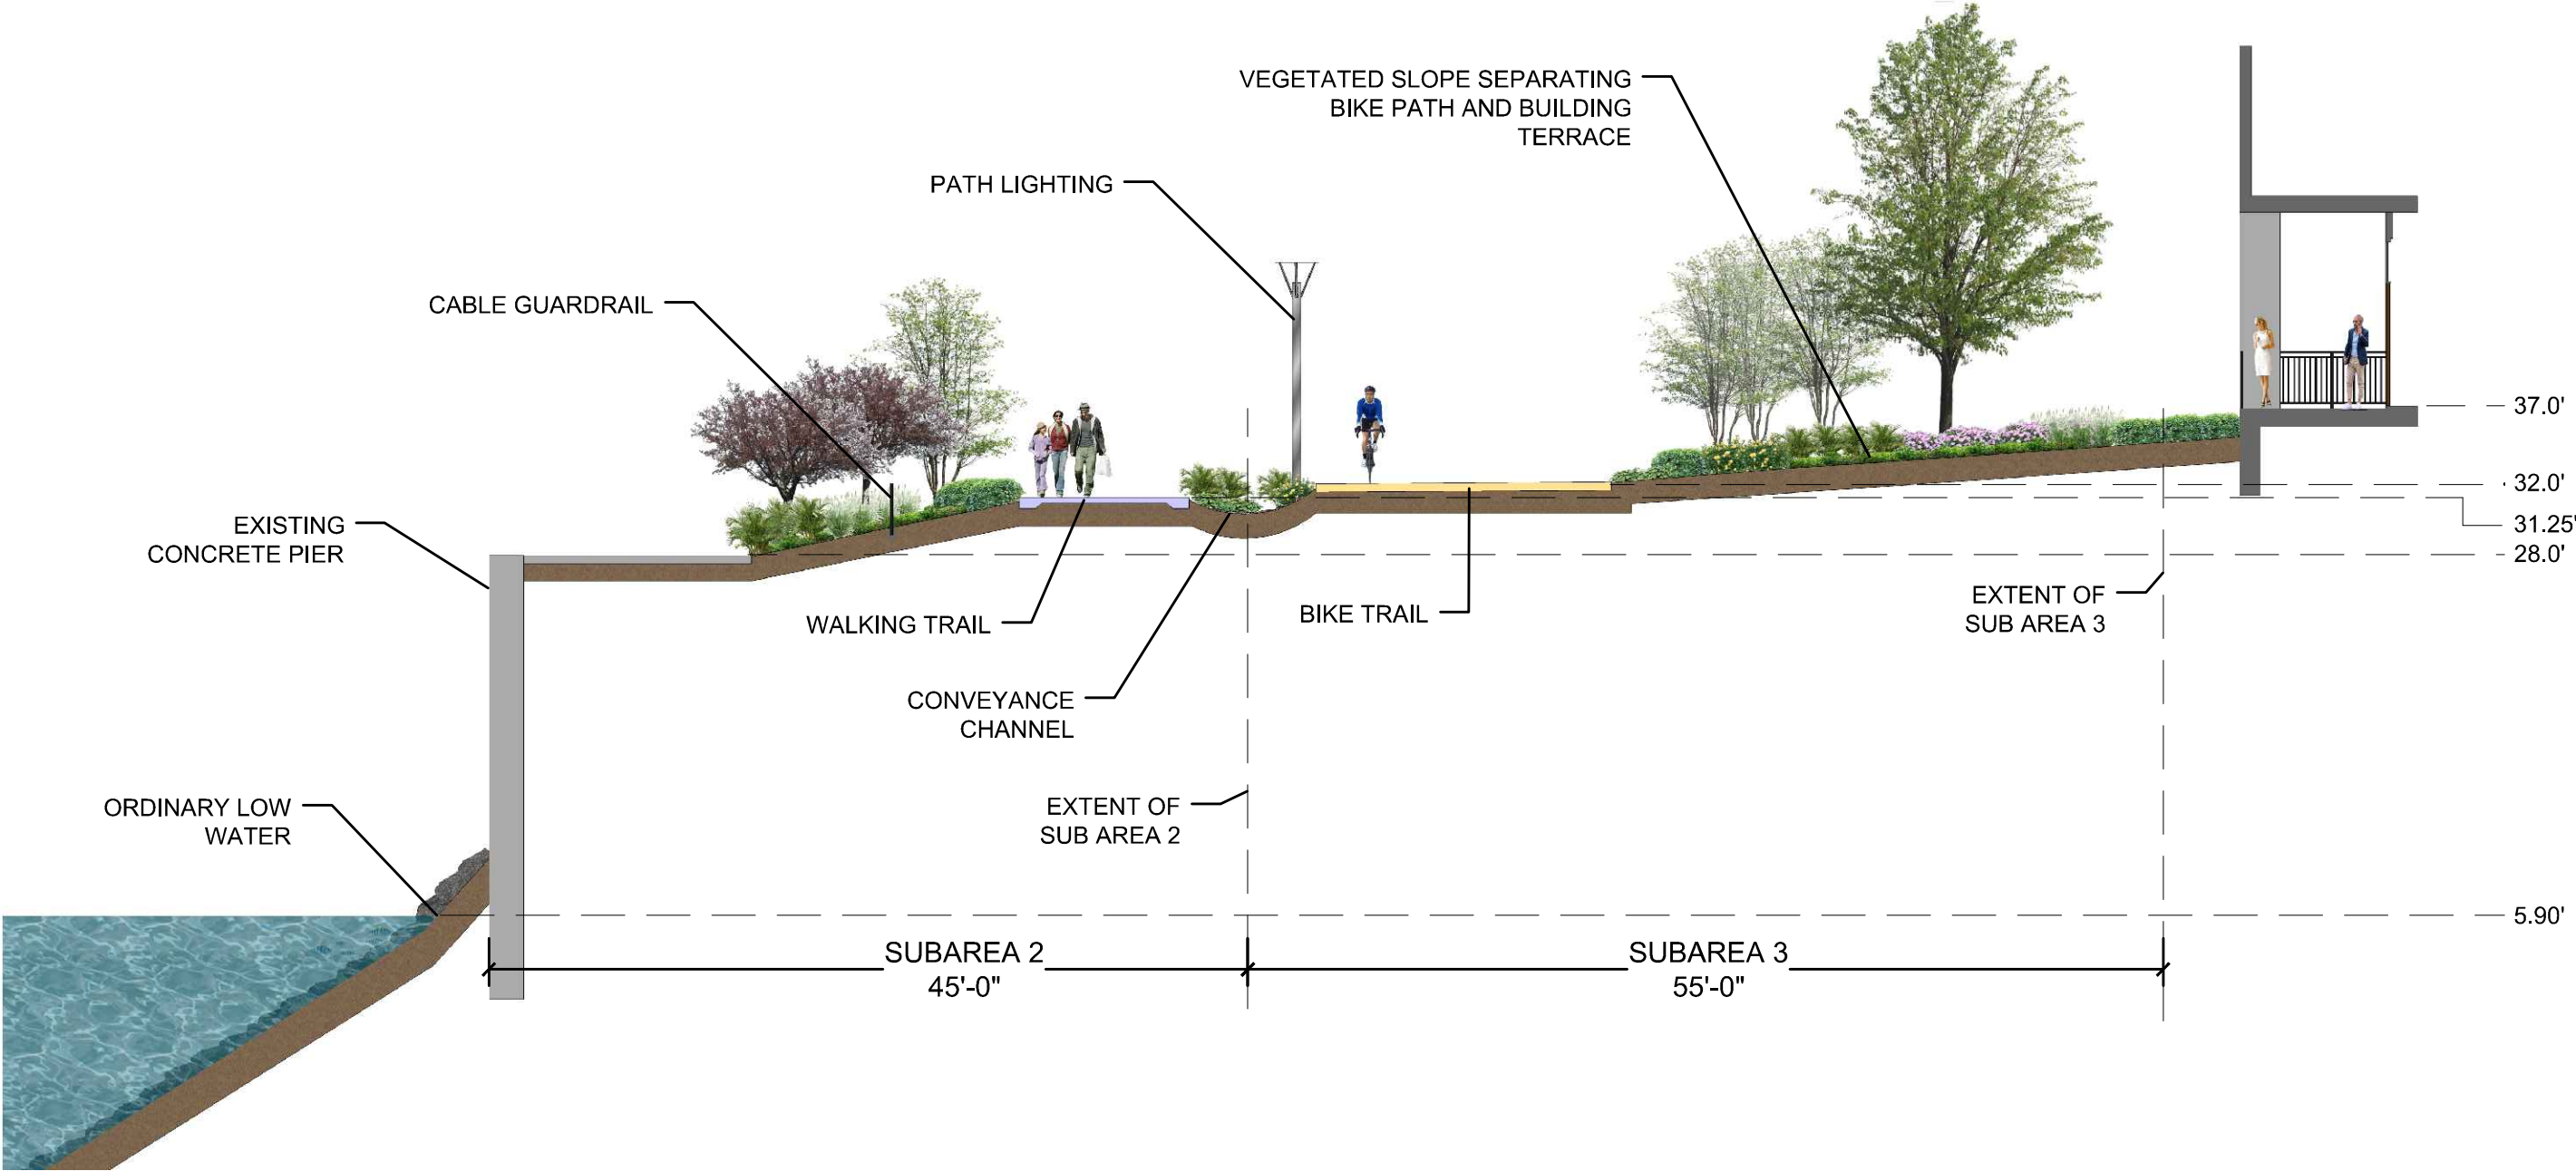 VEGETATED SLOPE SEPARATING
BIKE PATH AND BUILDING
TERRACE
PATH LIGHTING
CABLE GUARDRAIL
37.0'
32.0'
31.25'
28.0'
EXISTING
CONCRETE PIER
WALKING TRAIL
BIKE TRAIL
EXTENT OF
SUB AREA 3
CONVEYANCE
CHANNEL
ORDINARY LOW
WATER
EXTENT OF
SUB AREA 2
5.90'
SUBAREA 2
45'-0"
SUBAREA 3
55'-0"